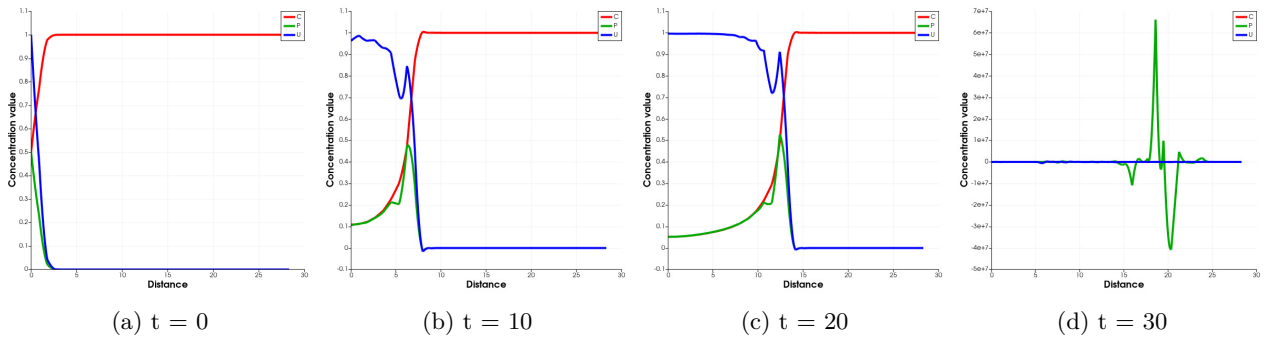 1.1
1
0.9
0.8
0.7
0.6
0.5
0.4
0.3
0.2
0.1
0
0 5 10 15 20 25 30
Concentration value
Distance
C
P
U
(a) t = 0
1.1
1
0.9
0.8
0.7
0.6
0.5
0.4
0.3
0.2
0.1
0
-0.1
0 5 10 15 20 25 30
Concentration value
Distance
C
P
U
(b) t = 10
1.1
1
0.9
0.8
0.7
0.6
0.5
0.4
0.3
0.2
0.1
0
-0.1
0 5 10 15 20 25 30
Concentration value
Distance
C
P
U
(c) t = 20
7e+7
6e+7
5e+7
4e+7
3e+7
2e+7
1e+7
0
-1e+7
-2e+7
-3e+7
-4e+7
-5e+7
0 5 10 15 20 25 30
Concentration value
Distance
C
P
U
(d) t = 30